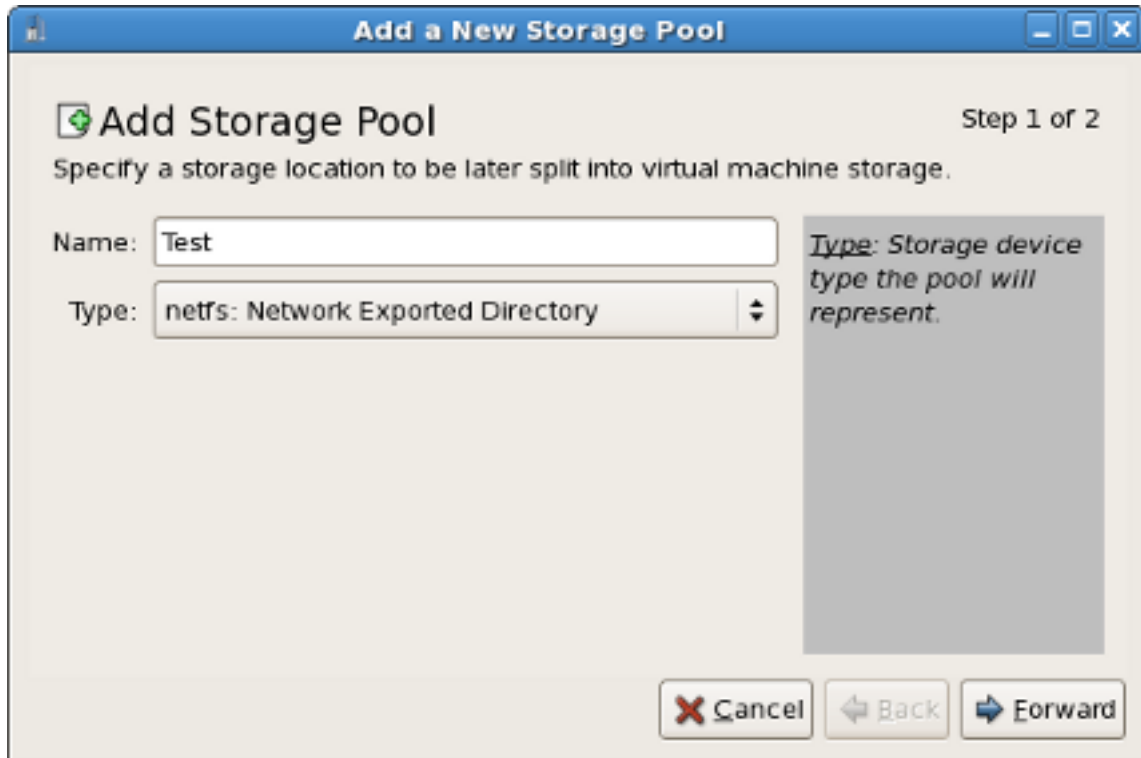 Add a New Storage Pool
Add Storage Pool
Step 1 of 2
Specify a storage location to be later split into virtual machine storage.
Name: Test
Type: netfs: Network Exported Directory
Type: Storage device
type the pool will
represent.
Cancel
Back
Forward